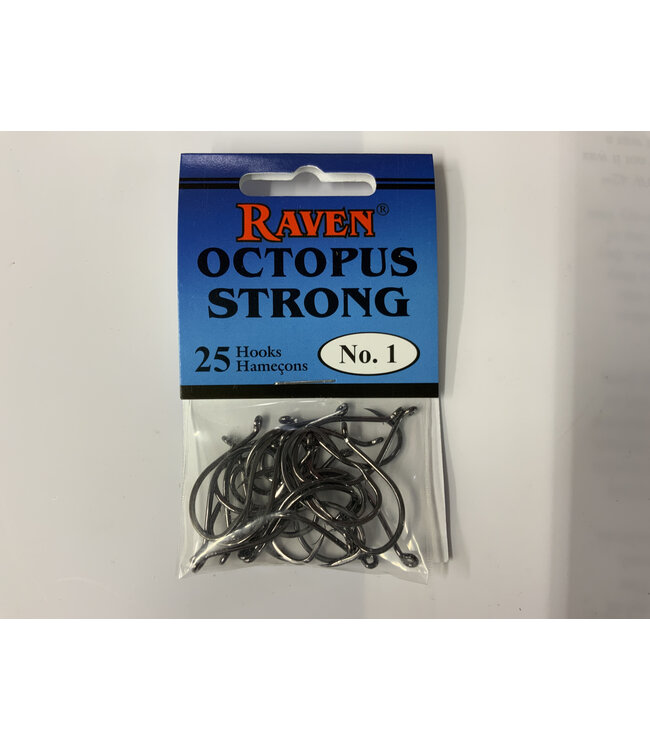 RAVEN®
OCTOPUS
STRONG
25 Hooks
Hameçons
No. 1